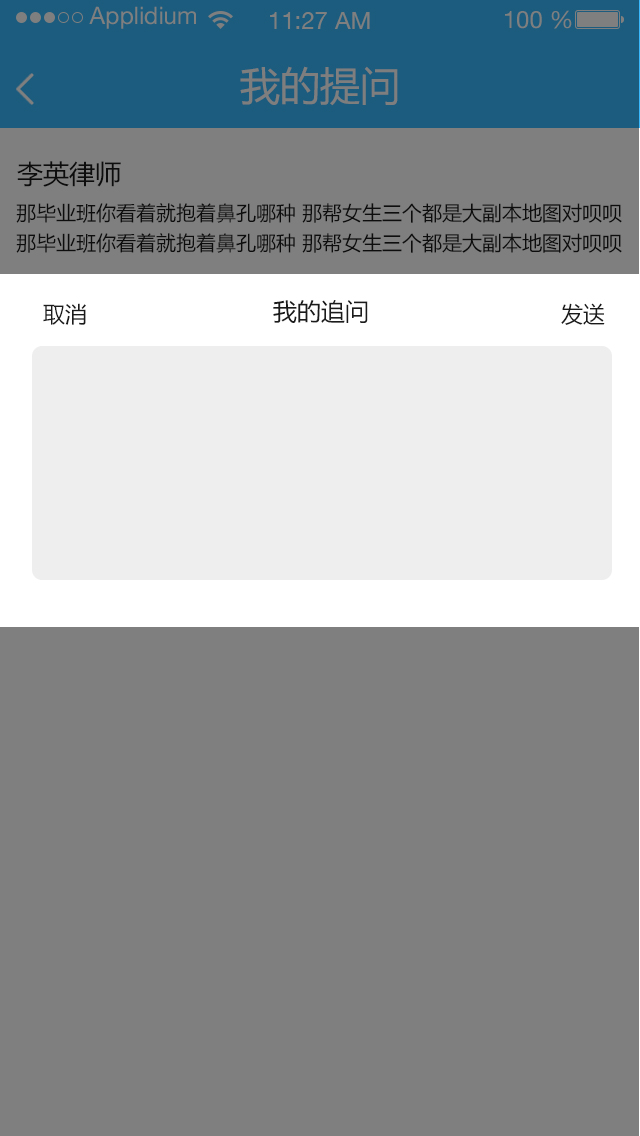 Applidium 11:27 AM 100 %
我的提问
李英律师
那毕业班你看着就抱着鼻孔哪种 那帮女生三个都是大副本地图对呗呗
那毕业班你看着就抱着鼻孔哪种 那帮女生三个都是大副本地图对呗呗
取消 我的追问 发送